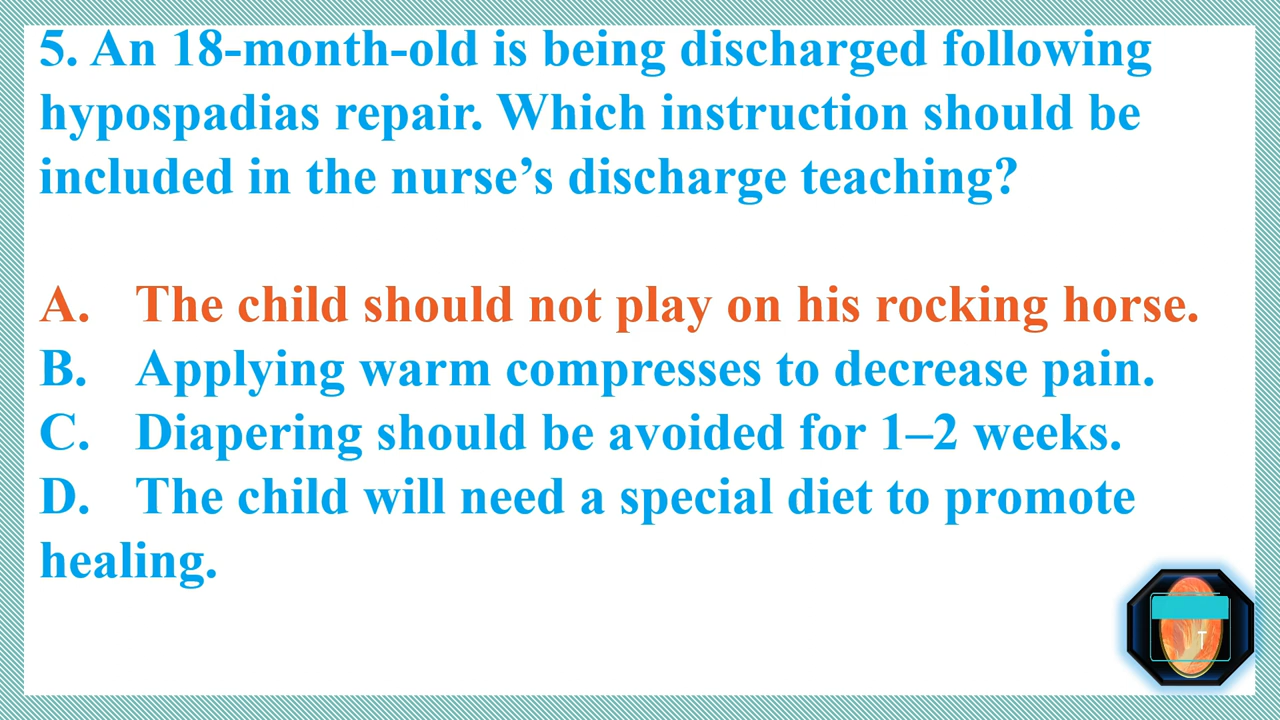 5. An 18-month-old is being discharged following
hypospadias repair. Which instruction should be
included in the nurse’s discharge teaching?
A. The child should not play on his rocking horse.
B. Applying warm compresses to decrease pain.
C. Diapering should be avoided for 1–2 weeks.
D. The child will need a special diet to promote
healing.
T